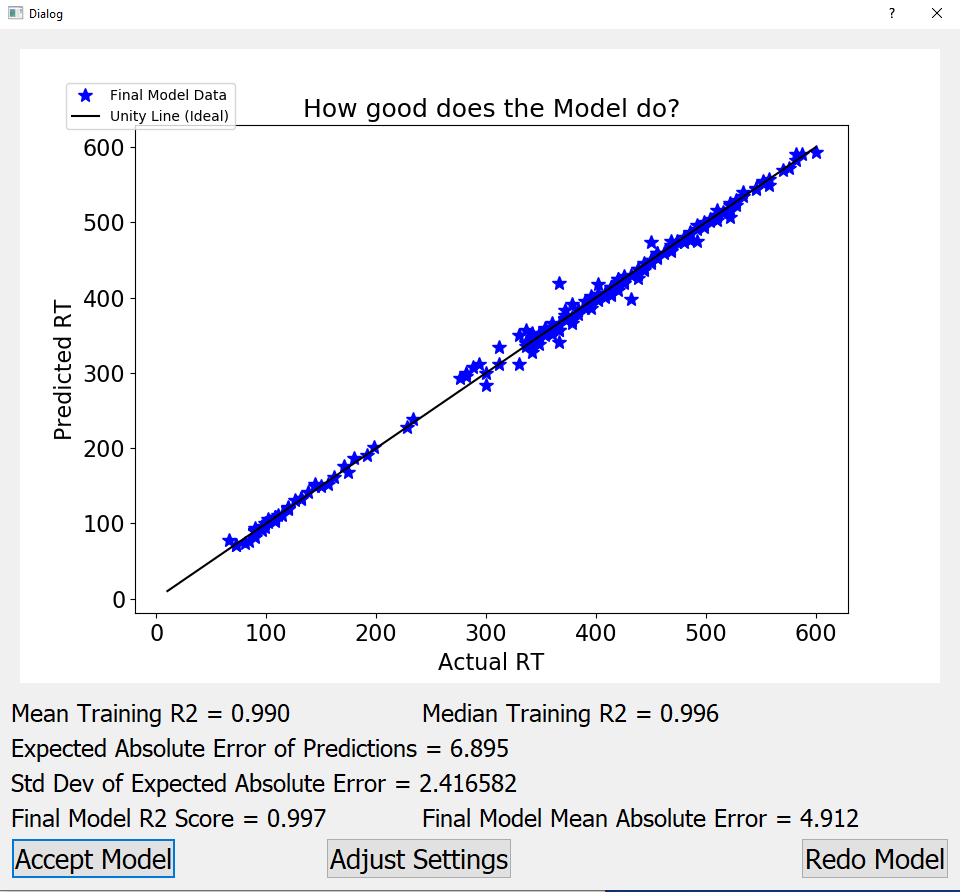 Dialog ?
Final Model Data
Unity Line (Ideal)
How good does the Model do?
600
500
400
300
200
100
0
Predicted RT
0 100 200 300 400 500 600
Actual RT
Mean Training R2 = 0.990 Median Training R2 = 0.996
Expected Absolute Error of Predictions = 6.895
Std Dev of Expected Absolute Error = 2.416582
Final Model R2 Score = 0.997 Final Model Mean Absolute Error = 4.912
Accept Model Adjust Settings Redo Model